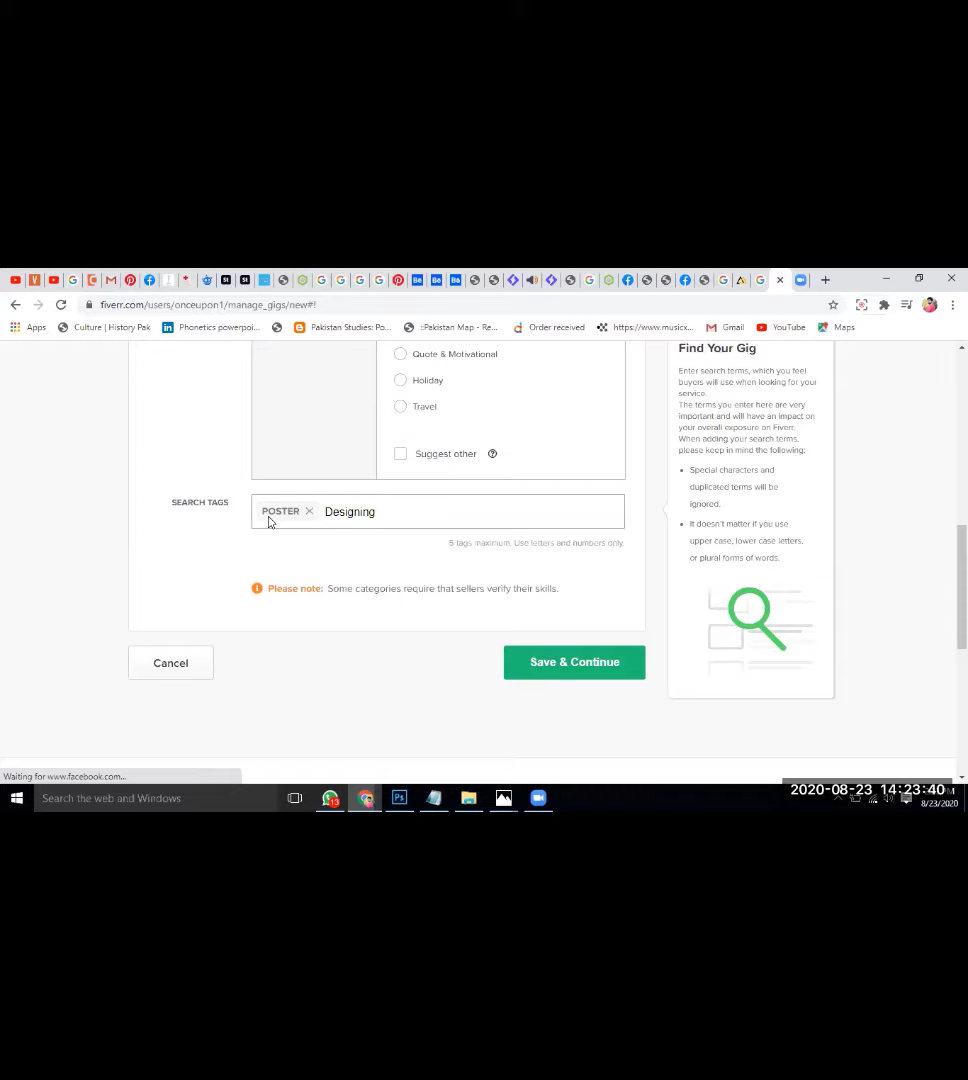 fiverr.com/users/onceupon1/manage_gigs/new#!
Apps Culture | History Pak Phonetics powerpoi... Pakistan Studies: Po... ::Pakistan Map - Re... Order received https://www.musicx... Gmail YouTube Maps
Quote & Motivational
Holiday
Travel
Suggest other
SEARCH TAGS
POSTER × Designing
5 tags maximum. Use letters and numbers only.
Please note: Some categories require that sellers verify their skills.
Cancel
Save & Continue
Find Your Gig
Enter search terms, which you feel
buyers will use when looking for your
service.
The terms you enter here are very
important and will have an impact on
your overall exposure on Fiverr.
When adding your search terms,
please keep in mind the following:
Special characters and
duplicated terms will be
ignored.
It doesn't matter if you use
upper case, lower case letters,
or plural forms of words.
Waiting for www.facebook.com...
Search the web and Windows
13
2020-08-23 14:23:40
8/23/2020